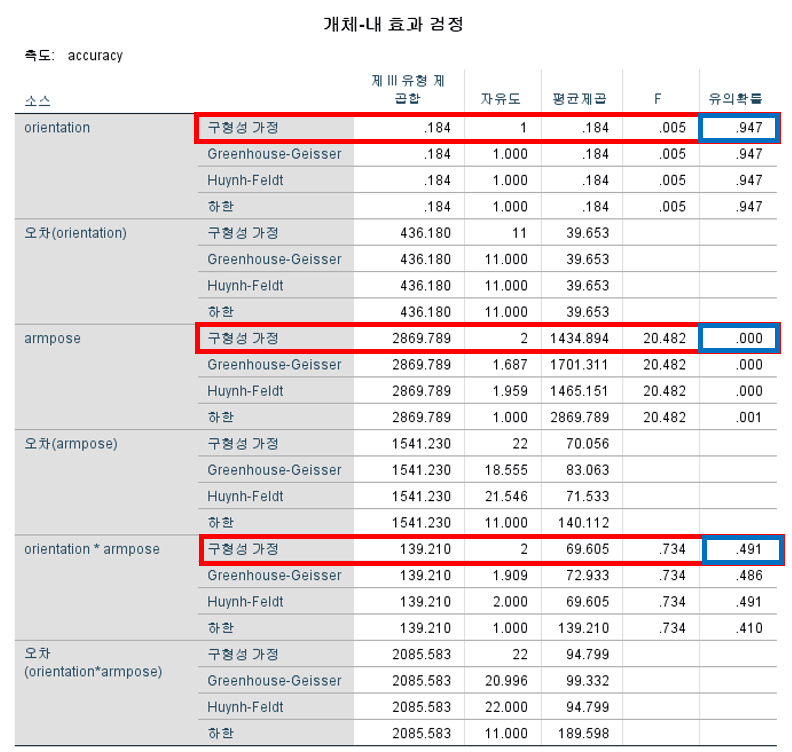 개체-내 효과 검정
측도: accuracy
소스 제 III 유형 제곱합 자유도 평균제곱 F 유의확률
orientation 구형성 가정 .184 1 .184 .005 .947
Greenhouse-Geisser .184 1.000 .184 .005 .947
Huynh-Feldt .184 1.000 .184 .005 .947
하한 .184 1.000 .184 .005 .947
오차(orientation) 구형성 가정 436.180 11 39.653
Greenhouse-Geisser 436.180 11.000 39.653
Huynh-Feldt 436.180 11.000 39.653
하한 436.180 11.000 39.653
armpose 구형성 가정 2869.789 2 1434.894 20.482 .000
Greenhouse-Geisser 2869.789 1.687 1701.311 20.482 .000
Huynh-Feldt 2869.789 1.959 1465.151 20.482 .000
하한 2869.789 1.000 2869.789 20.482 .001
오차(armpose) 구형성 가정 1541.230 22 70.056
Greenhouse-Geisser 1541.230 18.555 83.063
Huynh-Feldt 1541.230 21.546 71.533
하한 1541.230 11.000 140.112
orientation * armpose 구형성 가정 139.210 2 69.605 .734 .491
Greenhouse-Geisser 139.210 1.909 72.933 .734 .486
Huynh-Feldt 139.210 2.000 69.605 .734 .491
하한 139.210 1.000 139.210 .734 .410
오차(orientation*armpose) 구형성 가정 2085.583 22 94.799
Greenhouse-Geisser 2085.583 20.996 99.332
Huynh-Feldt 2085.583 22.000 94.799
하한 2085.583 11.000 189.598